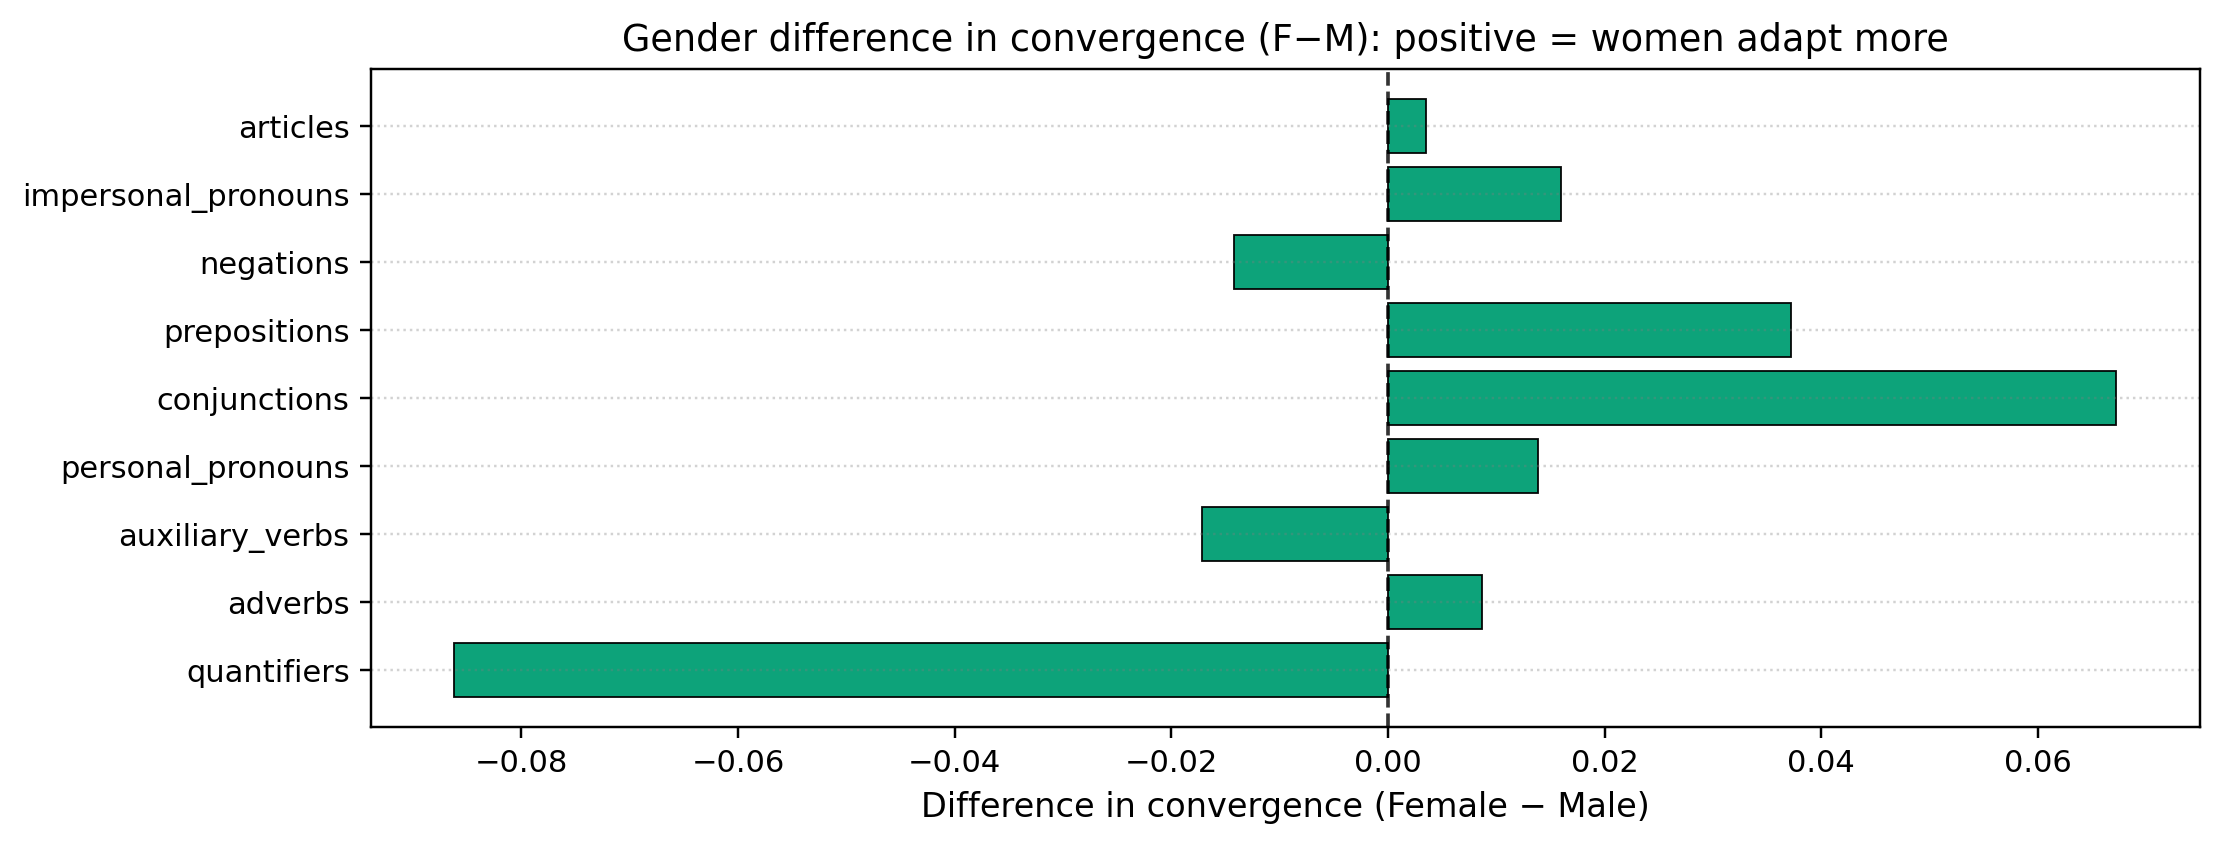 Gender difference in convergence (F−M): positive = women adapt more
articles
impersonal_pronouns
negations
prepositions
conjunctions
personal_pronouns
auxiliary_verbs
adverbs
quantifiers
−0.08 −0.06 −0.04 −0.02 0.00 0.02 0.04 0.06
Difference in convergence (Female − Male)